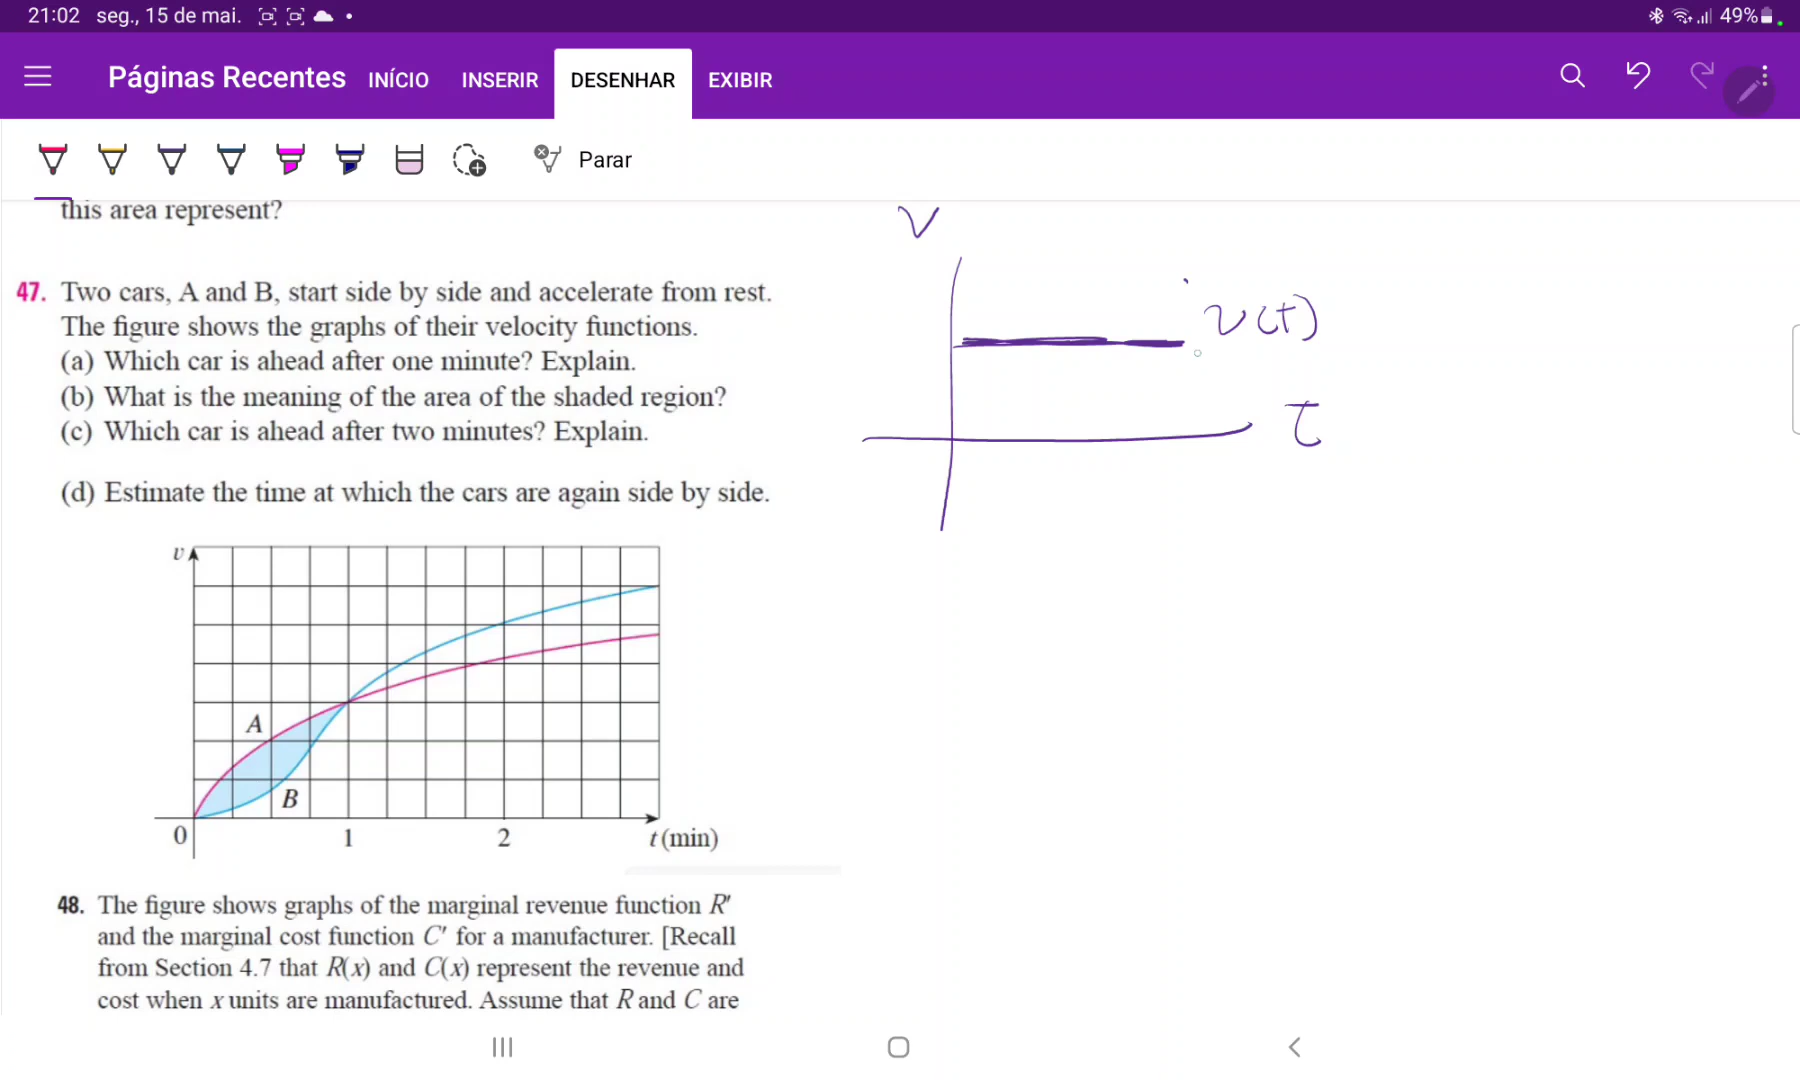 21:02 seg., 15 de mai.
49%
Páginas Recentes INÍCIO INSERIR DESENHAR EXIBIR
Parar
this area represent?
47. Two cars, A and B, start side by side and accelerate from rest.
The figure shows the graphs of their velocity functions.
(a) Which car is ahead after one minute? Explain.
(b) What is the meaning of the area of the shaded region?
(c) Which car is ahead after two minutes? Explain.
(d) Estimate the time at which the cars are again side by side.
v
A
B
0 1 2 t (min)
48. The figure shows graphs of the marginal revenue function R′
and the marginal cost function C′ for a manufacturer. [Recall
from Section 4.7 that R(x) and C(x) represent the revenue and
cost when x units are manufactured. Assume that R and C are
V
v(t)
t